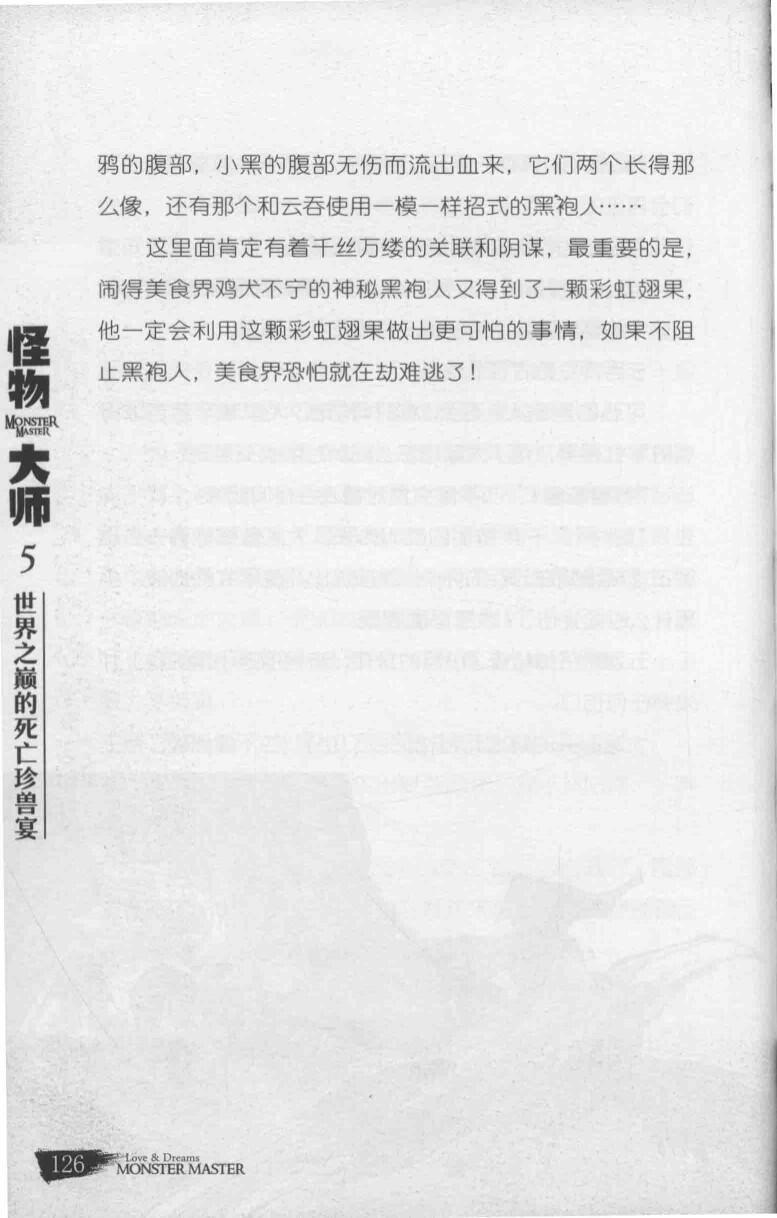 鸦的腹部，小黑的腹部无伤而流出血来，它们两个长得那
么像，还有那个和云吞使用一模一样招式的黑袍人……
这里面肯定有着千丝万缕的关联和阴谋，最重要的是，
闹得美食界鸡犬不宁的神秘黑袍人又得到了一颗彩虹翅果，
他一定会利用这颗彩虹翅果做出更可怕的事情，如果不阻
止黑袍人，美食界恐怕就在劫难逃了！
怪物
MONSTER
MASTER
大师
5
世界之巅的死亡珍兽宴
126
Love & Dreams
MONSTER MASTER